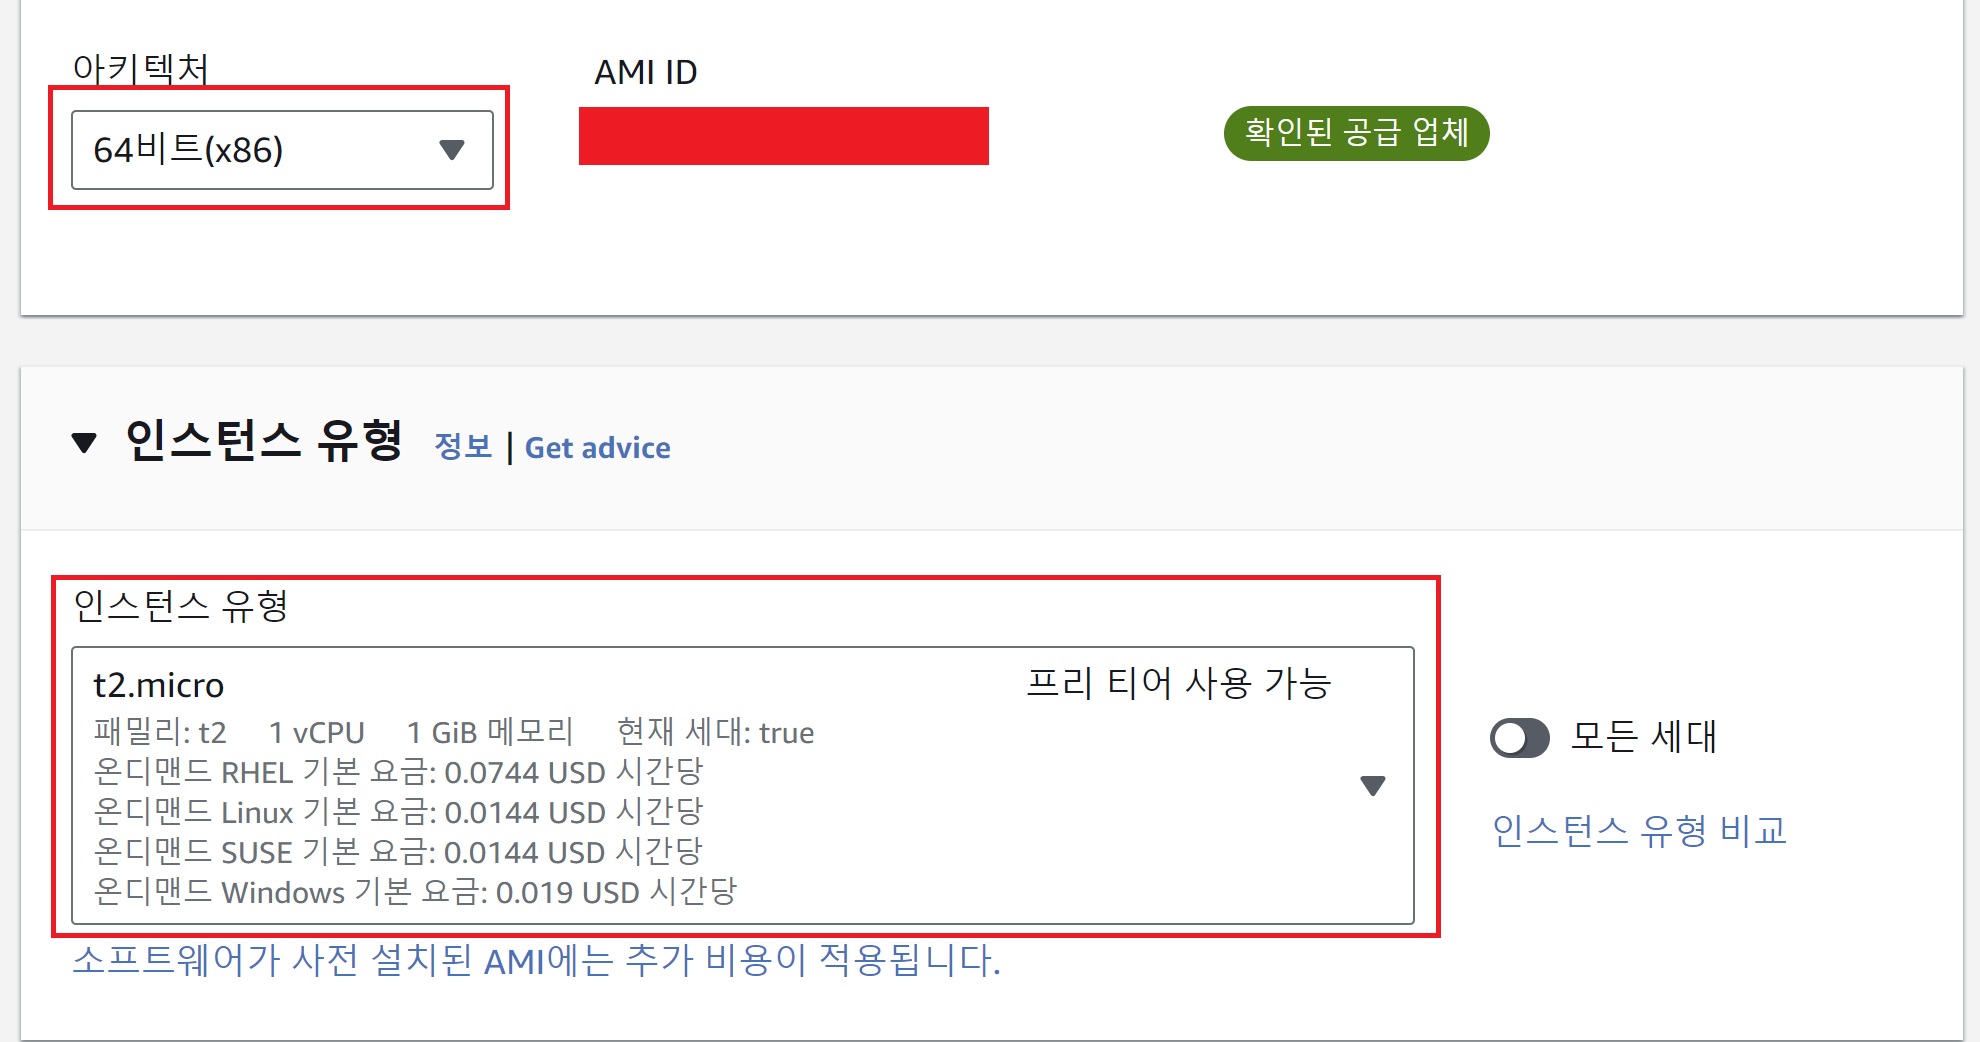 아키텍처
AMI ID
64비트(x86)
확인된 공급 업체
인스턴스 유형 정보 | Get advice
인스턴스 유형
t2.micro 프리 티어 사용 가능
패밀리: t2 1 vCPU 1 GiB 메모리 현재 세대: true
온디맨드 RHEL 기본 요금: 0.0744 USD 시간당
온디맨드 Linux 기본 요금: 0.0144 USD 시간당
온디맨드 SUSE 기본 요금: 0.0144 USD 시간당
온디맨드 Windows 기본 요금: 0.019 USD 시간당
모든 세대
인스턴스 유형 비교
소프트웨어가 사전 설치된 AMI에는 추가 비용이 적용됩니다.